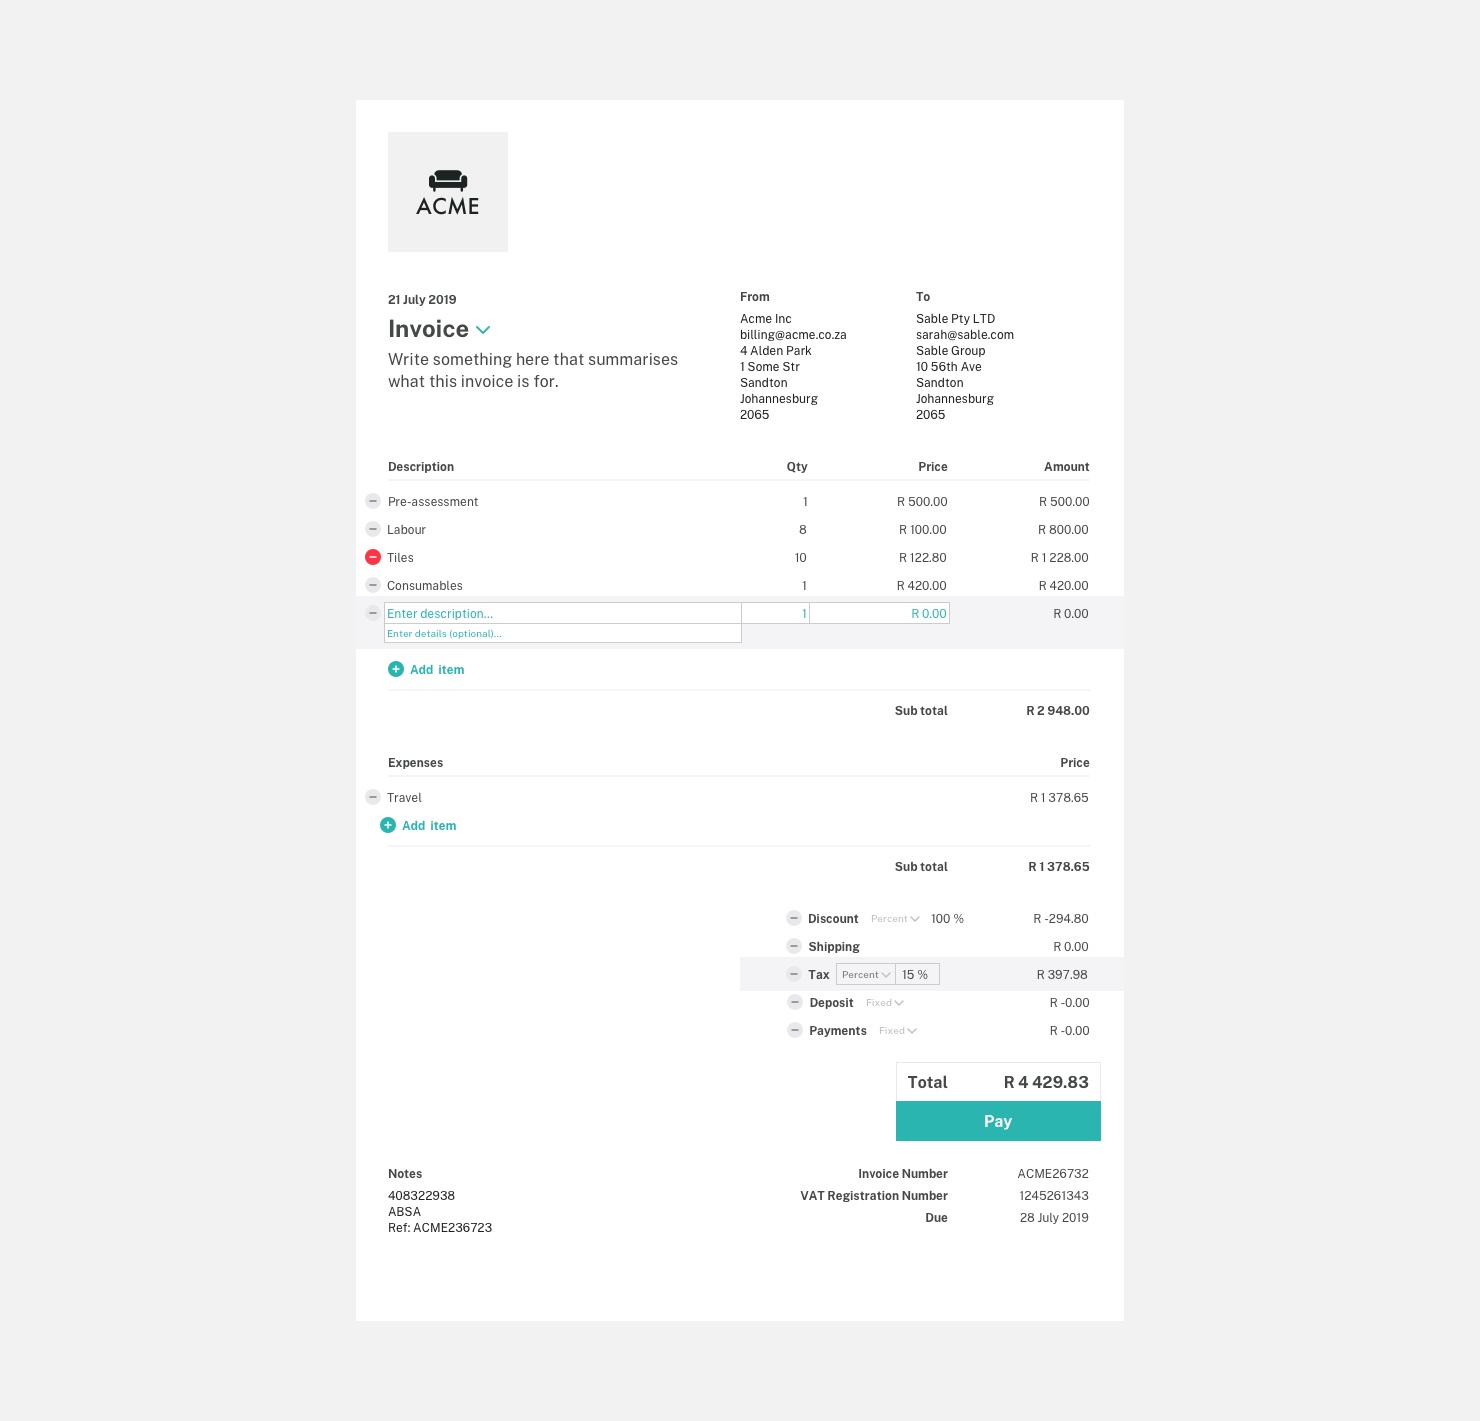 ACME
21 July 2019
Invoice
Write something here that summarises
what this invoice is for.
From
Acme Inc
billing@acme.co.za
4 Alden Park
1 Some Str
Sandton
Johannesburg
2065
To
Sable Pty LTD
sarah@sable.com
Sable Group
10 56th Ave
Sandton
Johannesburg
2065
Description Qty Price Amount
Pre-assessment 1 R 500.00 R 500.00
Labour 8 R 100.00 R 800.00
Tiles 10 R 122.80 R 1 228.00
Consumables 1 R 420.00 R 420.00
Enter description... 1 R 0.00 R 0.00
Enter details (optional)...
Add item
Sub total R 2 948.00
Expenses Price
Travel R 1 378.65
Add item
Sub total R 1 378.65
Discount Percent 100 % R -294.80
Shipping R 0.00
Tax Percent 15 % R 397.98
Deposit Fixed R -0.00
Payments Fixed R -0.00
Total R 4 429.83
Pay
Notes
408322938
ABSA
Ref: ACME236723
Invoice Number ACME26732
VAT Registration Number 1245261343
Due 28 July 2019